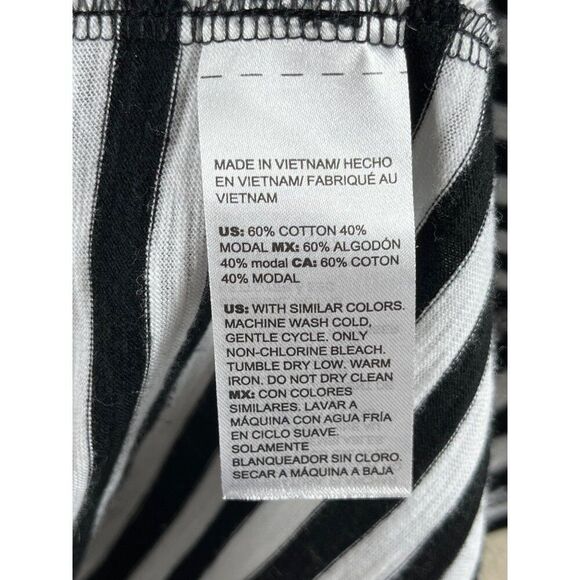 MADE IN VIETNAM/ HECHO
EN VIETNAM/ FABRIQUÉ AU
VIETNAM
US: 60% COTTON 40%
MODAL MX: 60% ALGODÓN
40% modal CA: 60% COTON
40% MODAL
US: WITH SIMILAR COLORS.
MACHINE WASH COLD,
GENTLE CYCLE. ONLY
NON-CHLORINE BLEACH.
TUMBLE DRY LOW. WARM
IRON. DO NOT DRY CLEAN
MX: CON COLORES
SIMILARES. LAVAR A
MÁQUINA CON AGUA FRÍA
EN CICLO SUAVE.
SOLAMENTE
BLANQUEADOR SIN CLORO.
SECAR A MÁQUINA A BAJA